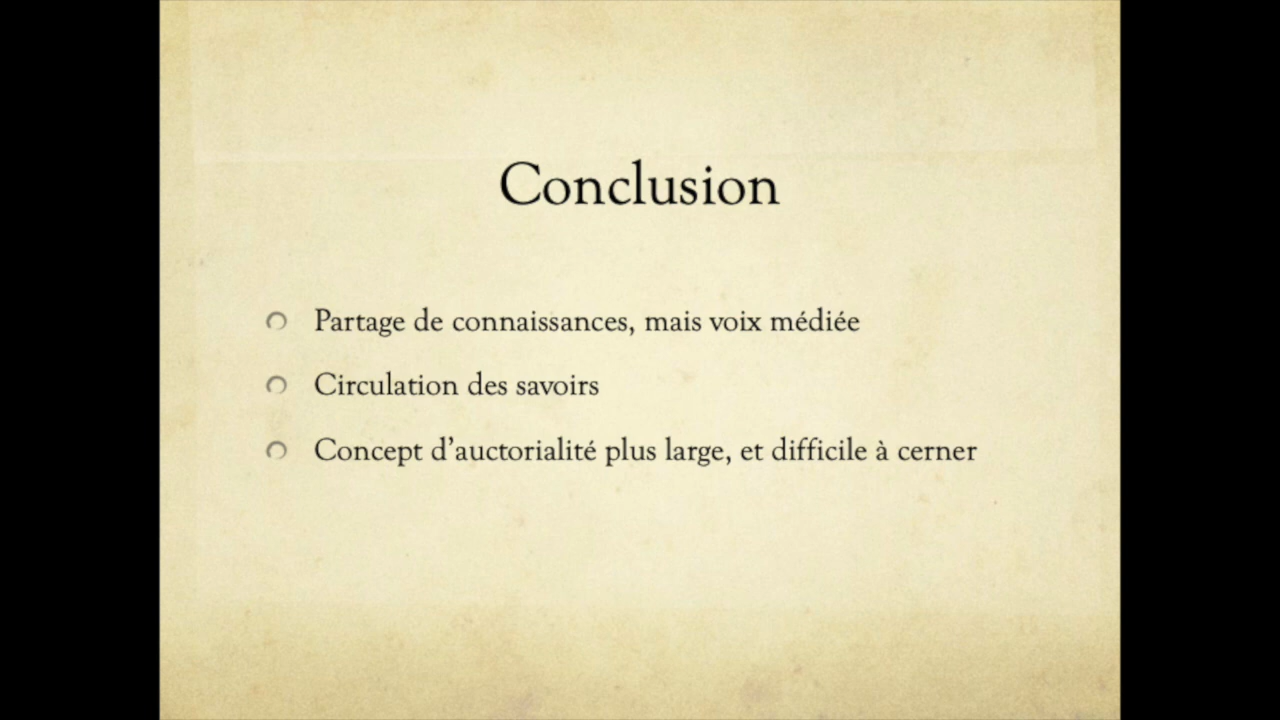 Conclusion
Partage de connaissances, mais voix médiée
Circulation des savoirs
Concept d’auctorialité plus large, et difficile à cerner